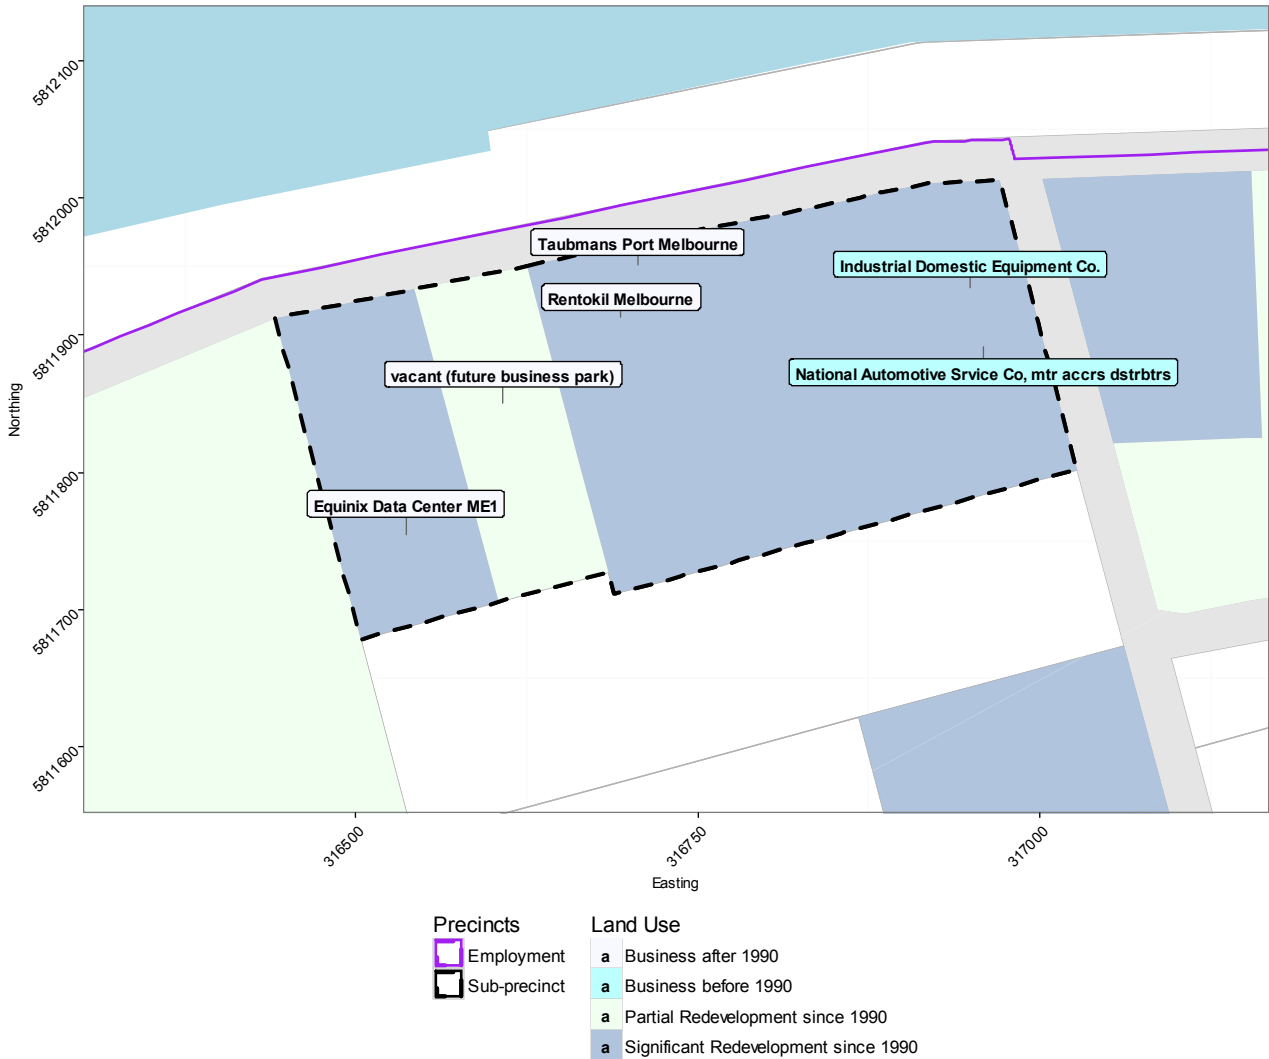 5812100
5812000
5811900
5811800
5811700
5811600
Northing
Taubmans Port Melbourne
Industrial Domestic Equipment Co.
Rentokil Melbourne
vacant (future business park)
National Automotive Srvice Co, mtr accrs dstrbtrs
Equinix Data Center ME1
316500
316750
317000
Easting
Precincts
Employment
Sub-precinct
Land Use
a Business after 1990
a Business before 1990
a Partial Redevelopment since 1990
a Significant Redevelopment since 1990